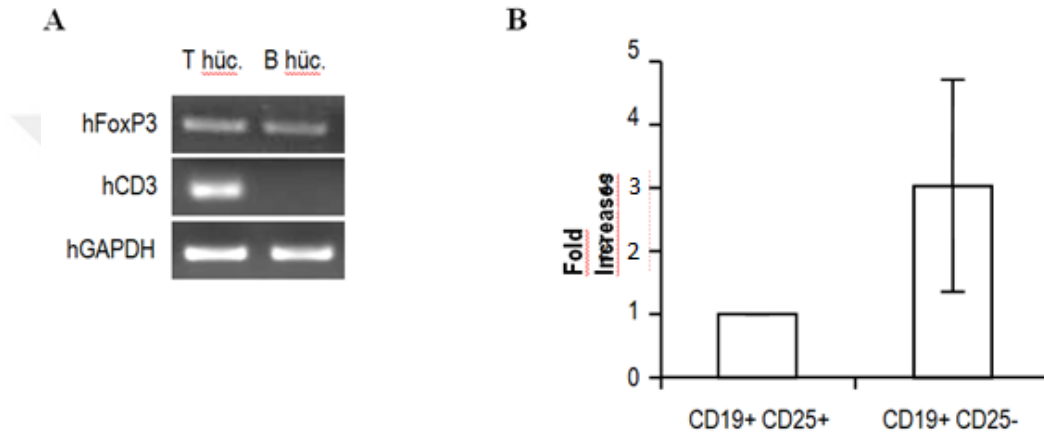 A
T hüc. B hüc.
hFoxP3
hCD3
hGAPDH
B
Fold
Increases
5
4
3
2
1
0
CD19+ CD25+
CD19+ CD25-